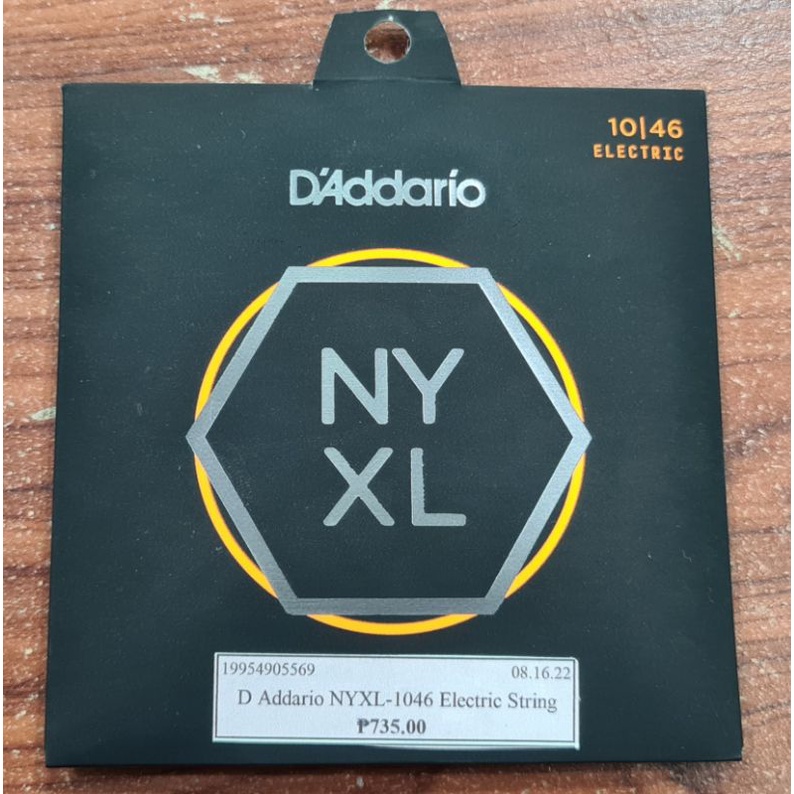 10|46
ELECTRIC
D'Addario
NY
XL
19954905569 08.16.22
D Addario NYXL-1046 Electric String
₱735.00